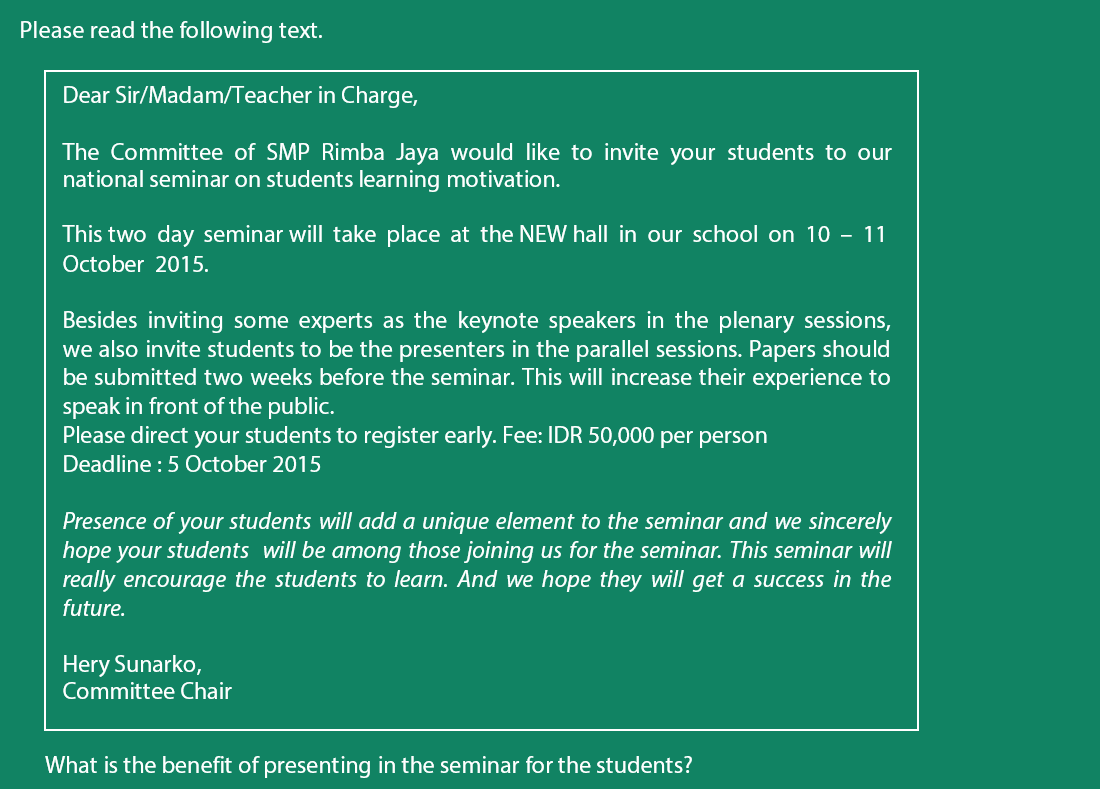 Please read the following text.
Dear Sir/Madam/Teacher in Charge,
The Committee of SMP Rimba Jaya would like to invite your students to our
national seminar on students learning motivation.
This two day seminar will take place at the NEW hall in our school on 10 – 11
October 2015.
Besides inviting some experts as the keynote speakers in the plenary sessions,
we also invite students to be the presenters in the parallel sessions. Papers should
be submitted two weeks before the seminar. This will increase their experience to
speak in front of the public.
Please direct your students to register early. Fee: IDR 50,000 per person
Deadline : 5 October 2015
Presence of your students will add a unique element to the seminar and we sincerely
hope your students will be among those joining us for the seminar. This seminar will
really encourage the students to learn. And we hope they will get a success in the
future.
Hery Sunarko,
Committee Chair
What is the benefit of presenting in the seminar for the students?